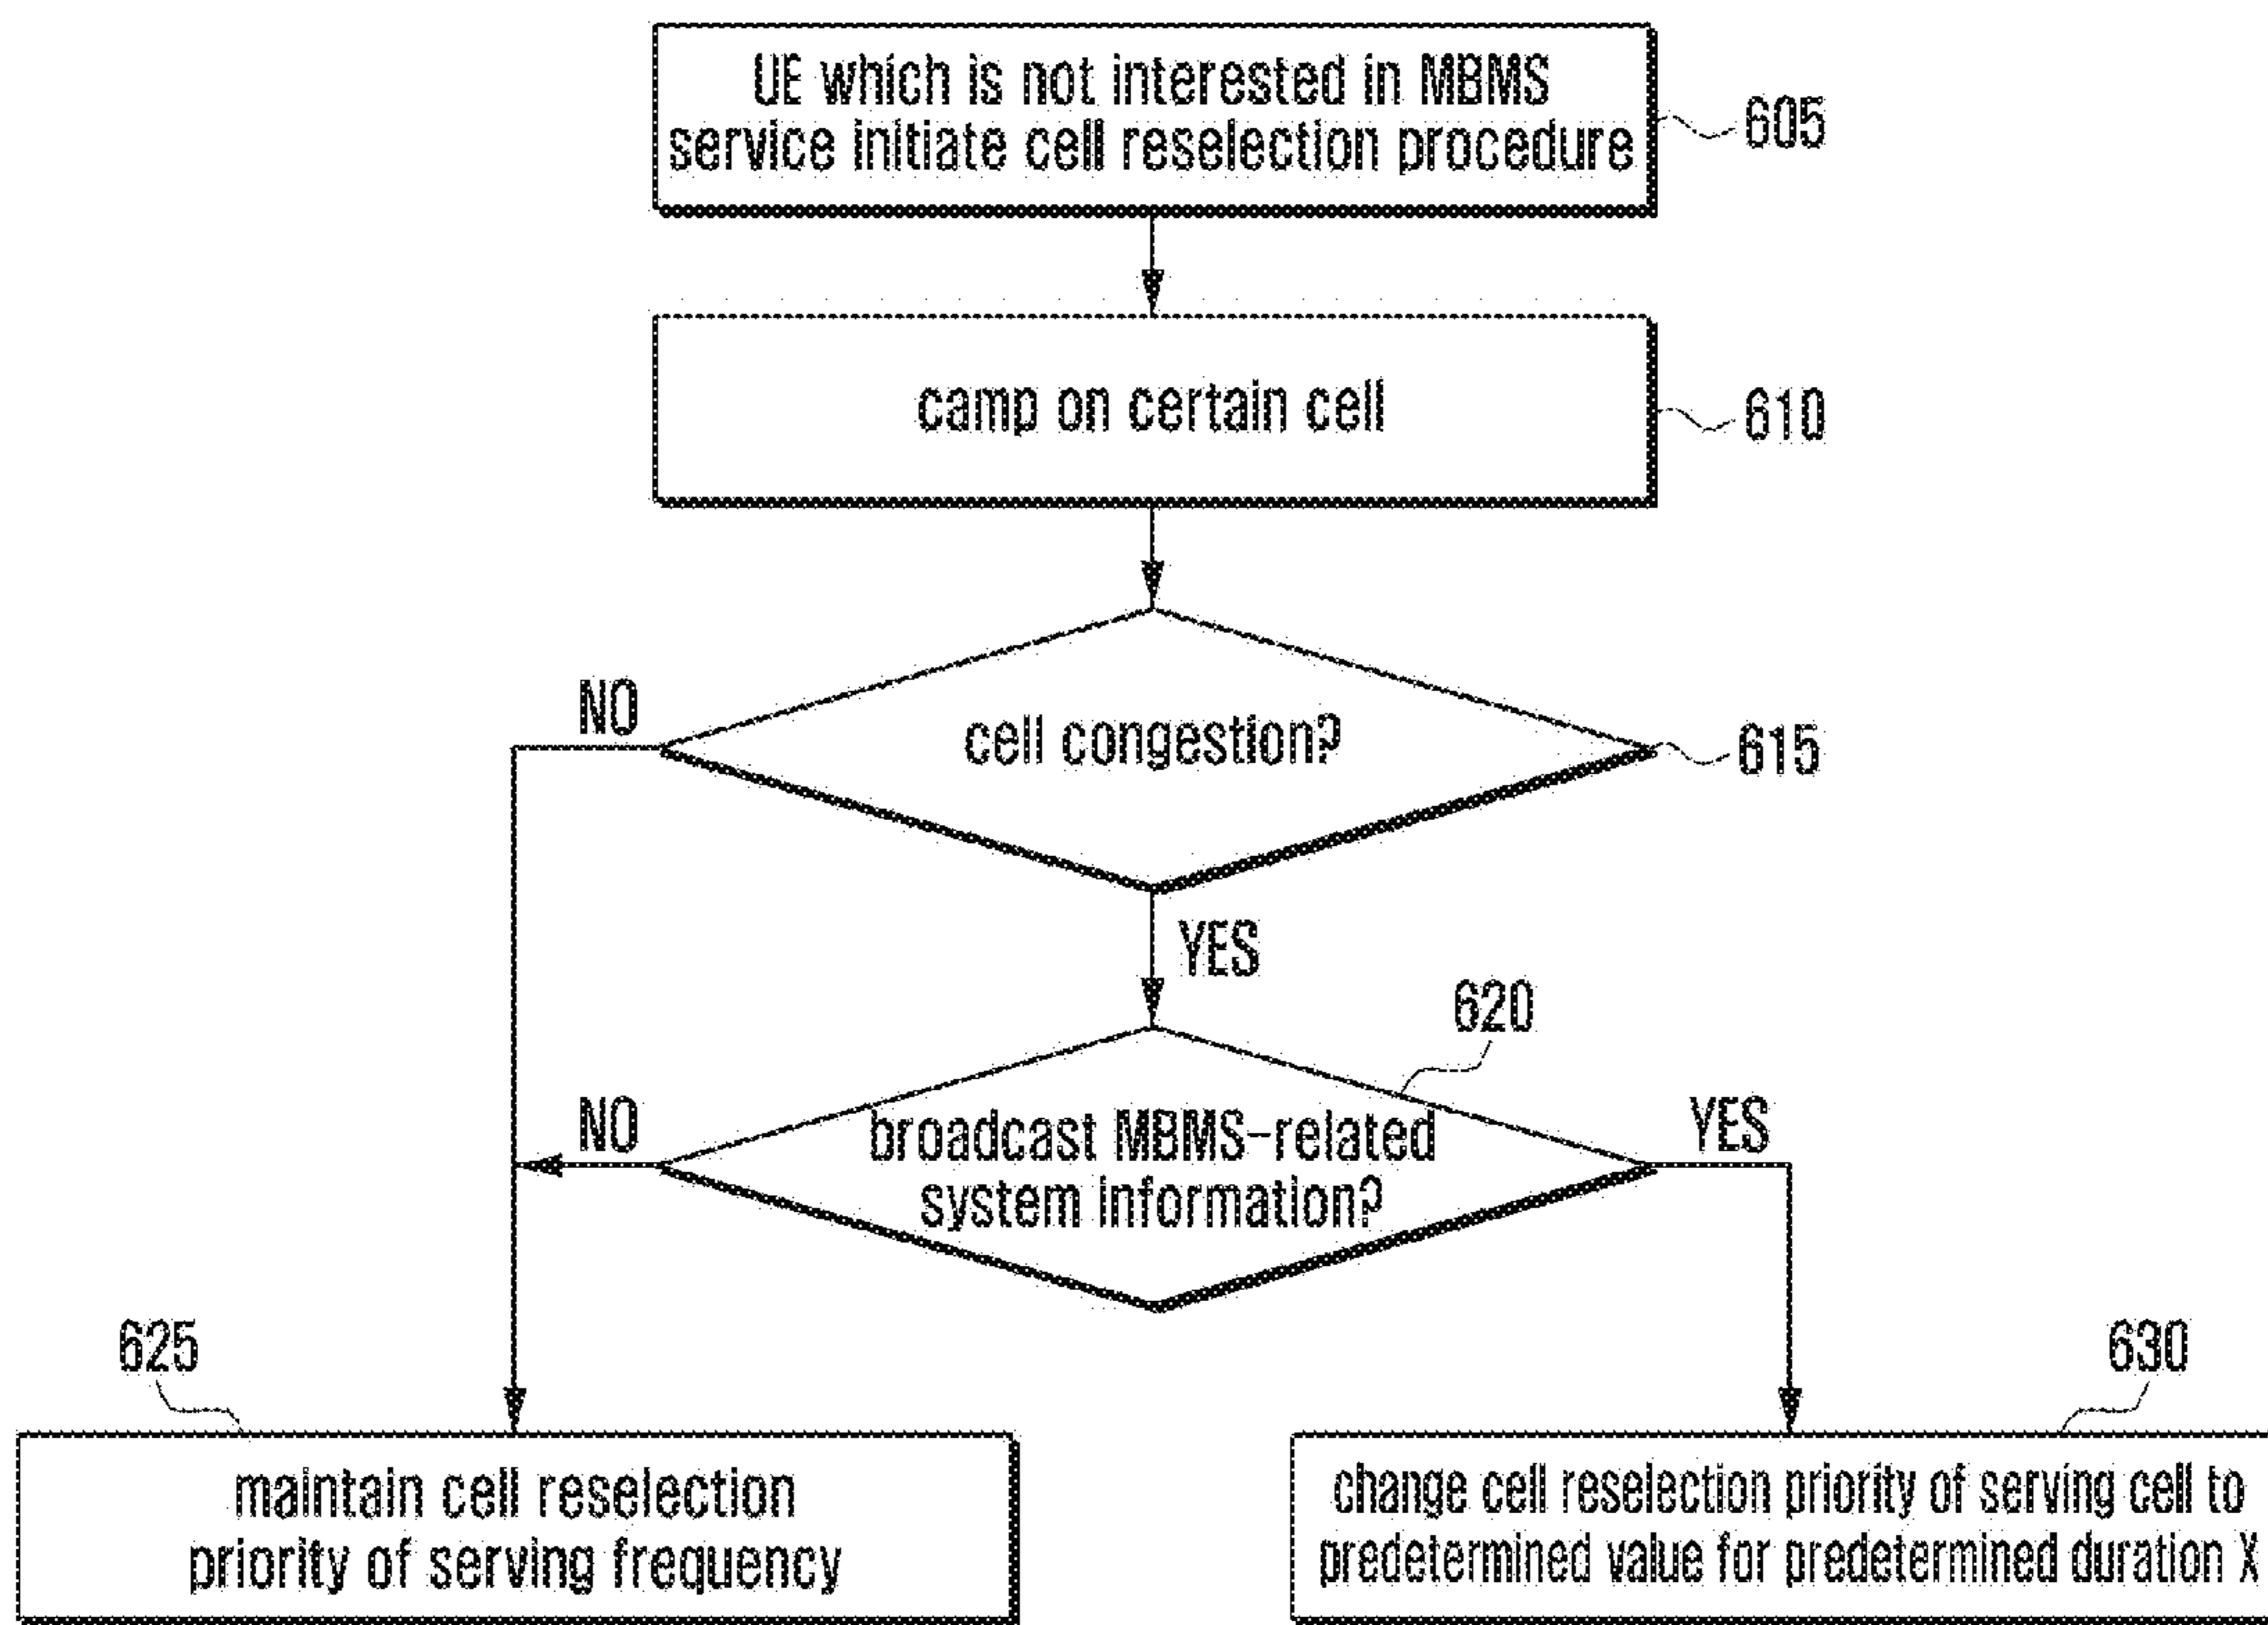 UE which is not interested in MBMS
service initiate cell reselection procedure
605
camp on certain cell
610
NO
cell congestion?
615
YES
620
NO
broadcast MBMS-related
system information?
YES
625
630
maintain cell reselection
priority of serving frequency
change cell reselection priority of serving cell to
predetermined value for predetermined duration X